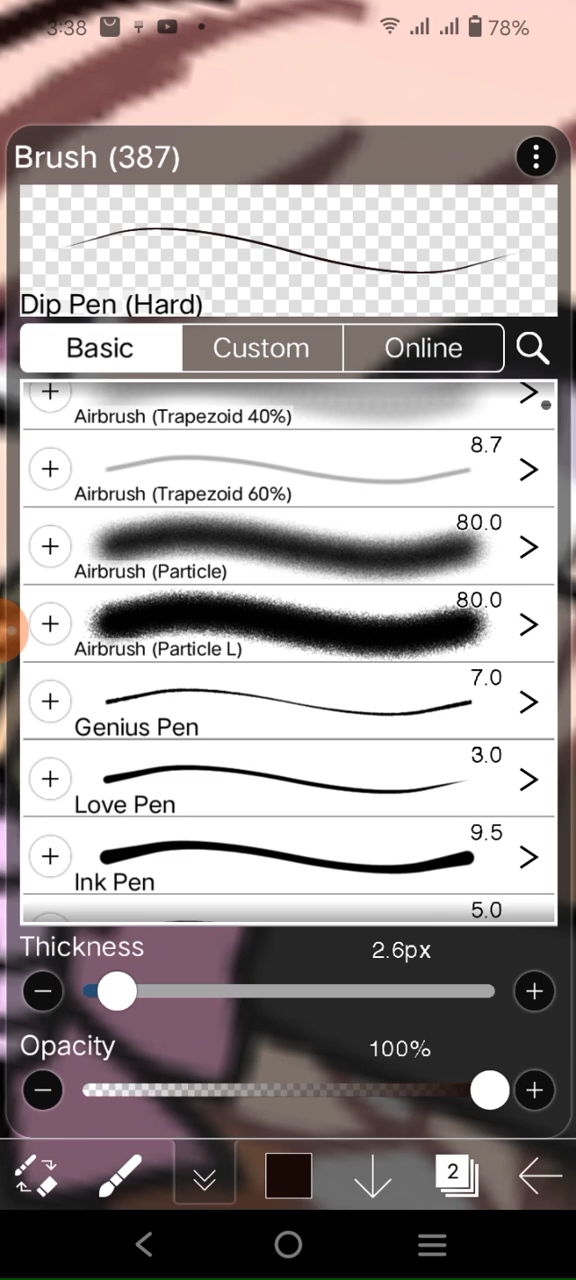 3:38
78%
Brush (387)
Dip Pen (Hard)
Basic Custom Online
Airbrush (Trapezoid 40%)
8.7
Airbrush (Trapezoid 60%)
80.0
Airbrush (Particle)
80.0
Airbrush (Particle L)
7.0
Genius Pen
3.0
Love Pen
9.5
Ink Pen
5.0
Thickness 2.6px
Opacity 100%
2